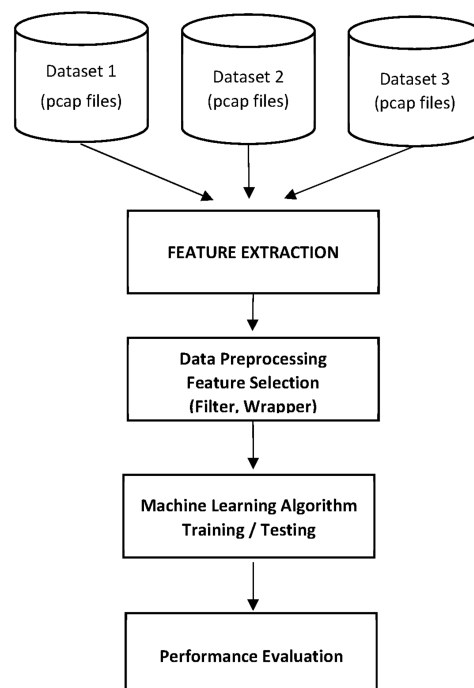 Dataset 1
(pcap files)
Dataset 2
(pcap files)
Dataset 3
(pcap files)
FEATURE EXTRACTION
Data Preprocessing
Feature Selection
(Filter, Wrapper)
Machine Learning Algorithm
Training / Testing
Performance Evaluation